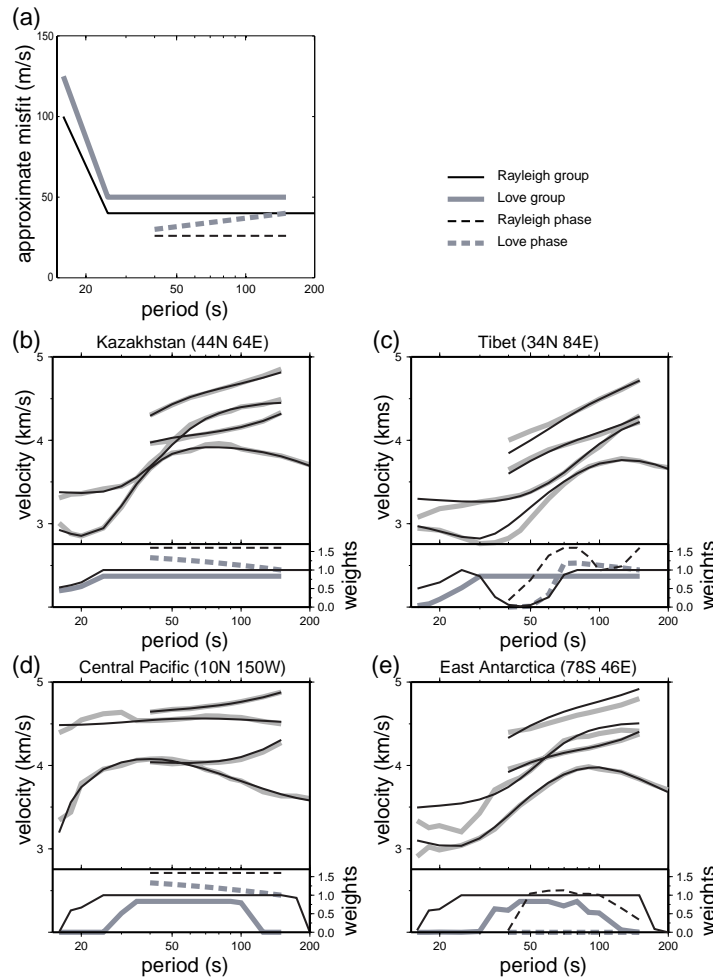 (a)
150
100
50
0
approximate misfit (m/s)
20 50 100 200
period (s)
Rayleigh group
Love group
Rayleigh phase
Love phase
(b) Kazakhstan (44N 64E)
5
4
3
velocity (km/s)
1.5
1.0
0.5
0.0
weights
20 50 100 200
period (s)
(c) Tibet (34N 84E)
5
4
3
velocity (kms)
1.5
1.0
0.5
0.0
weights
20 50 100 200
period (s)
(d) Central Pacific (10N 150W)
5
4
3
velocity (km/s)
1.5
1.0
0.5
0.0
weights
20 50 100 200
period (s)
(e) East Antarctica (78S 46E)
5
4
3
velocity (km/s)
1.5
1.0
0.5
0.0
weights
20 50 100 200
period (s)